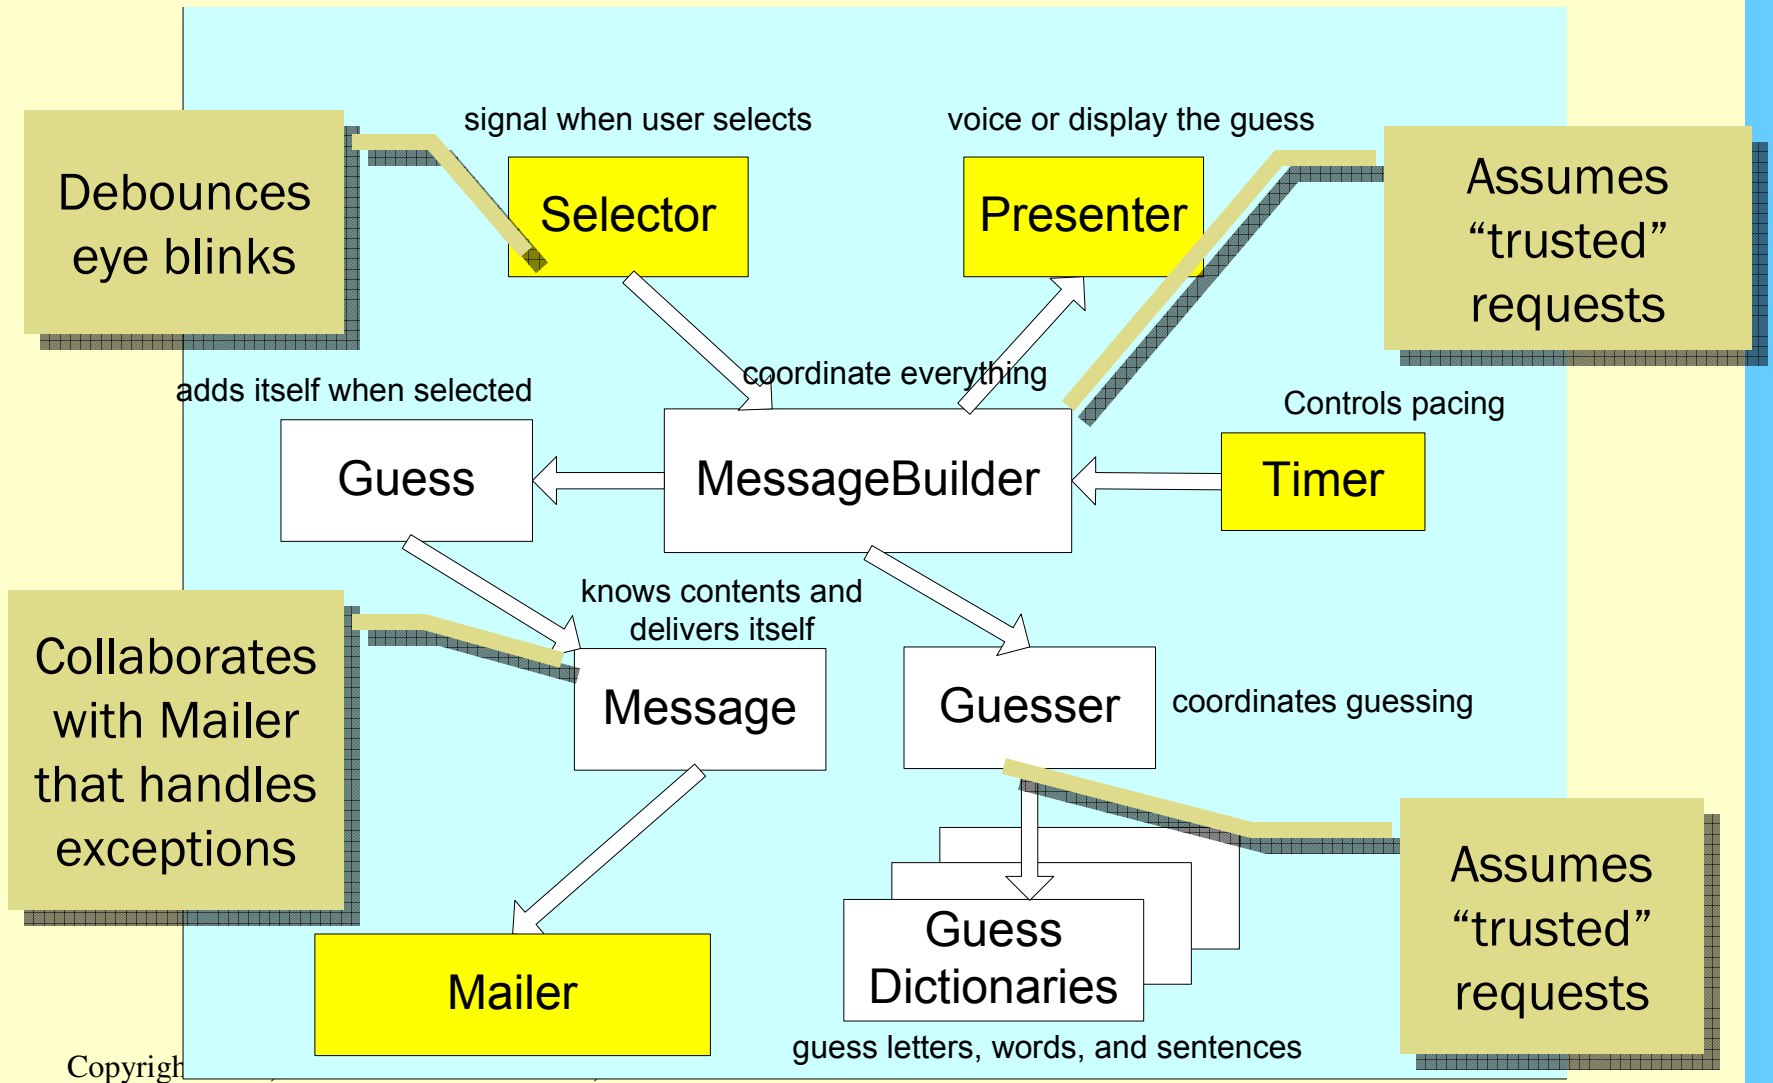 signal when user selects
voice or display the guess
Debounces
eye blinks
Selector
Presenter
Assumes
“trusted”
requests
coordinate everything
adds itself when selected
Controls pacing
Guess
MessageBuilder
Timer
knows contents and
delivers itself
Collaborates
with Mailer
that handles
exceptions
Message
Guesser
coordinates guessing
Assumes
“trusted”
requests
Guess
Dictionaries
Mailer
guess letters, words, and sentences